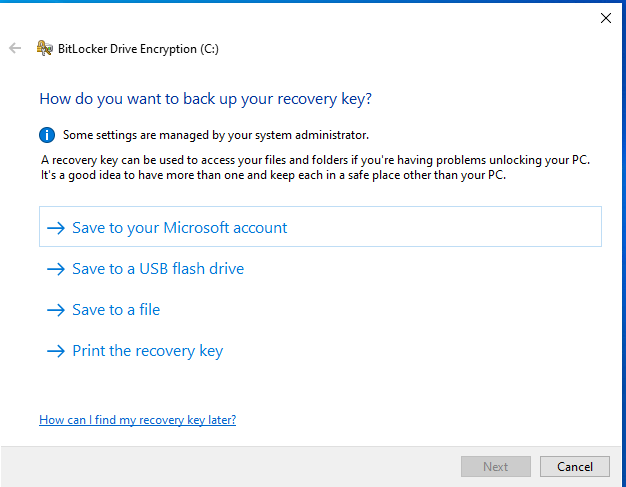 BitLocker Drive Encryption (C:)
How do you want to back up your recovery key?
Some settings are managed by your system administrator.
A recovery key can be used to access your files and folders if you're having problems unlocking your PC.
It's a good idea to have more than one and keep each in a safe place other than your PC.
Save to your Microsoft account
Save to a USB flash drive
Save to a file
Print the recovery key
How can I find my recovery key later?
Next Cancel